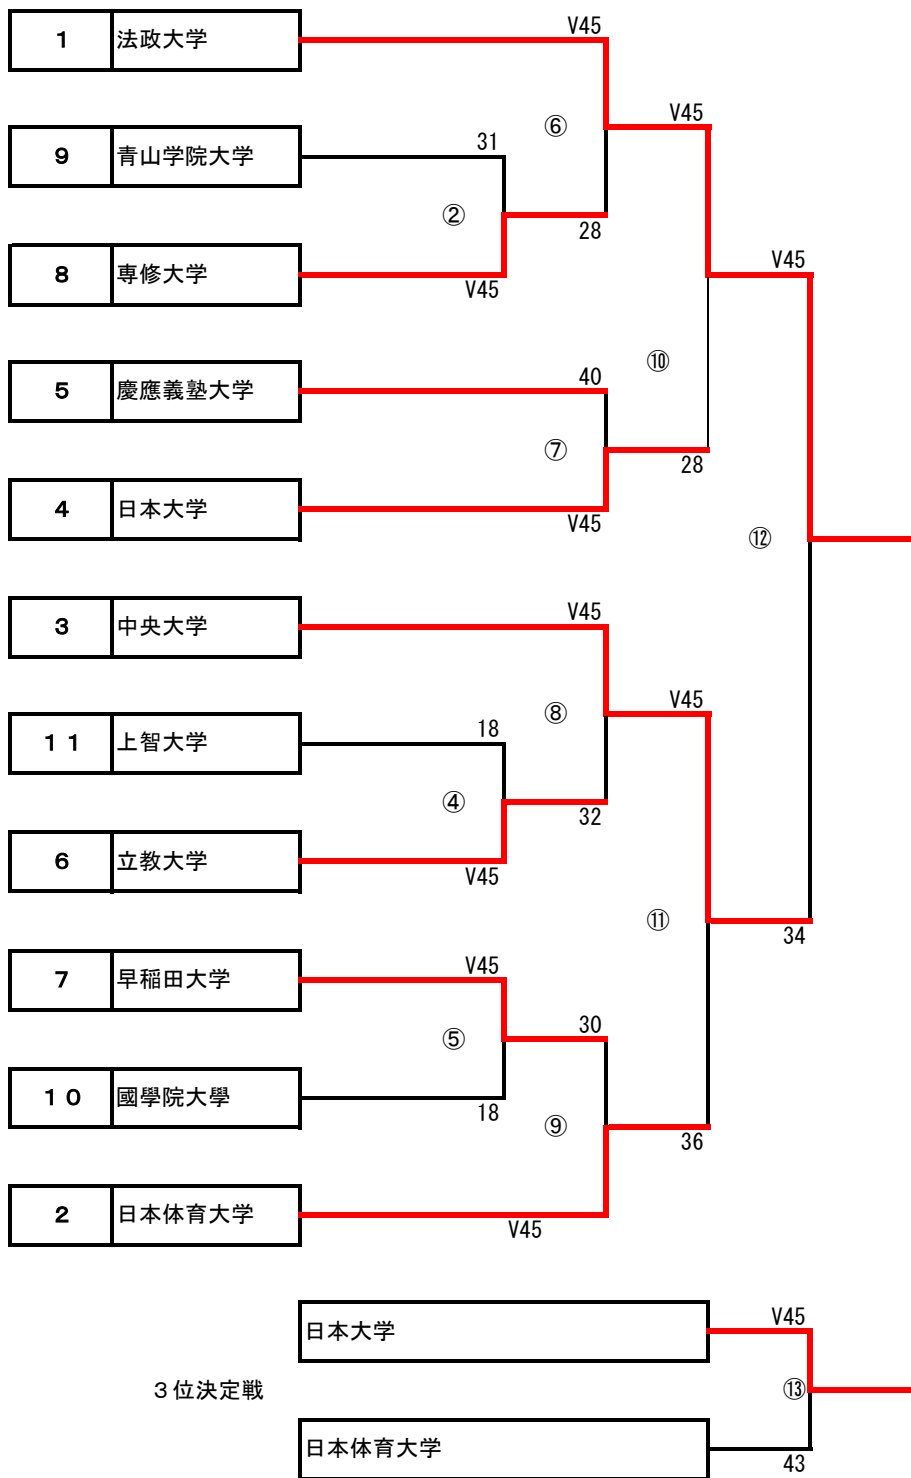 V45
1 法政大学
V45
⑥
31
9 青山学院大学
②
28
V45
8 専修大学
V45
⑩
40
5 慶應義塾大学
⑦
28
4 日本大学
V45
⑫
V45
3 中央大学
V45
⑧
18
11 上智大学
④
32
6 立教大学
V45
⑪
34
V45
7 早稲田大学
30
⑤
10 國學院大學
18
⑨
36
2 日本体育大学
V45
V45
日本大学
3位決定戦
⑬
日本体育大学
43